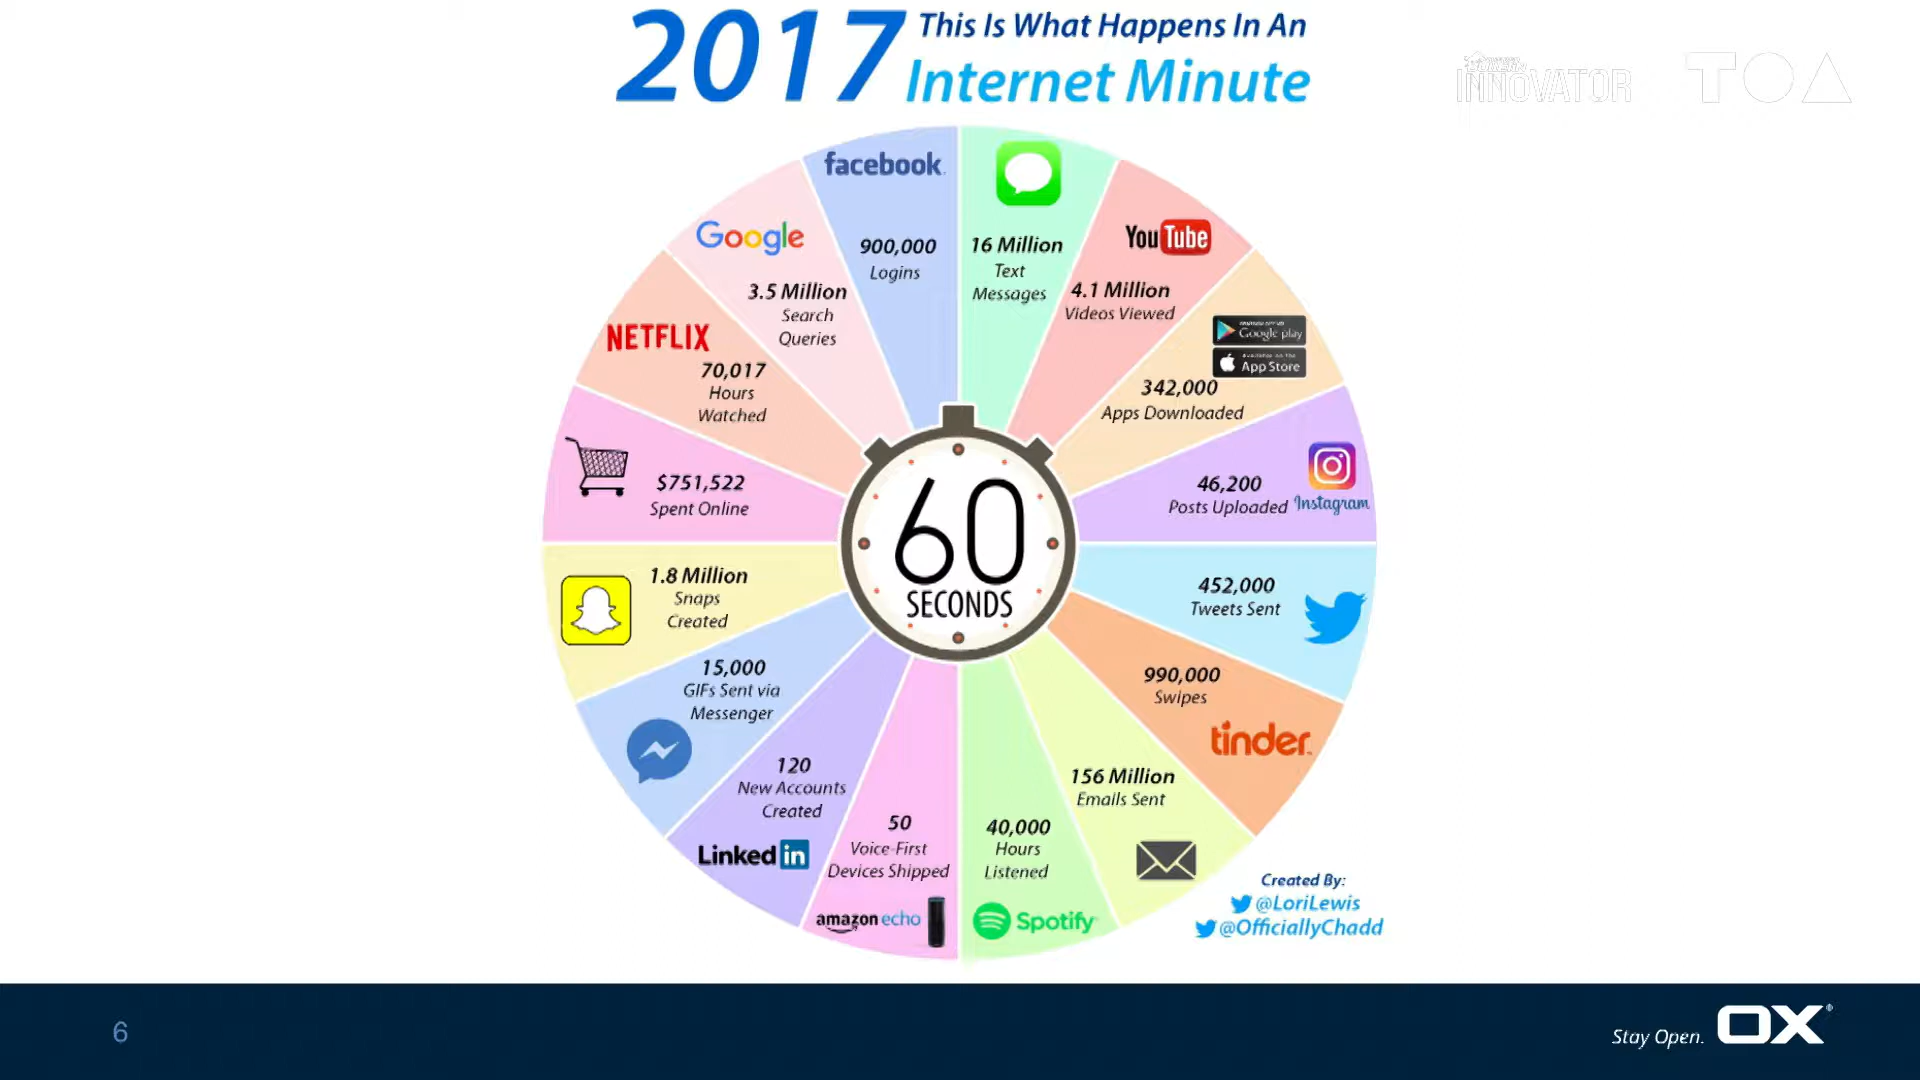 2017
This Is What Happens In An
Internet Minute
INNOVATOR
TOA
facebook
900,000
Logins
16 Million
Text
Messages
YouTube
4.1 Million
Videos Viewed
Google play
App Store
342,000
Apps Downloaded
46,200
Posts Uploaded
Instagram
452,000
Tweets Sent
990,000
Swipes
tinder
156 Million
Emails Sent
40,000
Hours
Listened
Spotify
50
Voice-First
Devices Shipped
amazon echo
120
New Accounts
Created
Linked in
15,000
GIFs Sent via
Messenger
1.8 Million
Snaps
Created
$751,522
Spent Online
NETFLIX
70,017
Hours
Watched
Google
3.5 Million
Search
Queries
60
SECONDS
Created By:
@LoriLewis
@OfficiallyChadd
6
Stay Open.
OX